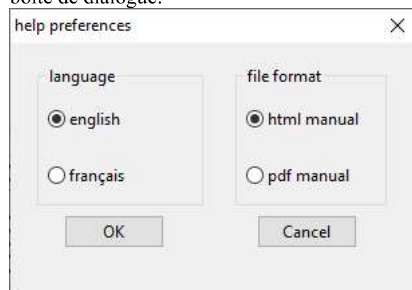 boîte de dialogue.
help preferences
language
file format
english
html manual
français
pdf manual
OK
Cancel